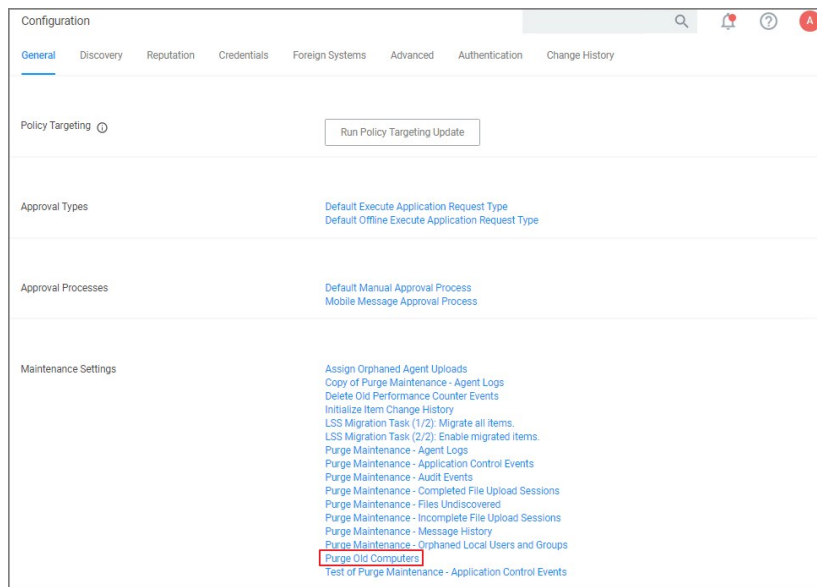 Configuration
A
General Discovery Reputation Credentials Foreign Systems Advanced Authentication Change History
Policy Targeting
Run Policy Targeting Update
Approval Types
Default Execute Application Request Type
Default Offline Execute Application Request Type
Approval Processes
Default Manual Approval Process
Mobile Message Approval Process
Maintenance Settings
Assign Orphaned Agent Uploads
Copy of Purge Maintenance - Agent Logs
Delete Old Performance Counter Events
Initialize Item Change History
LSS Migration Task (1/2): Migrate all items.
LSS Migration Task (2/2): Enable migrated items.
Purge Maintenance - Agent Logs
Purge Maintenance - Application Control Events
Purge Maintenance - Audit Events
Purge Maintenance - Completed File Upload Sessions
Purge Maintenance - Files Undiscovered
Purge Maintenance - Incomplete File Upload Sessions
Purge Maintenance - Message History
Purge Maintenance - Orphaned Local Users and Groups
Purge Old Computers
Test of Purge Maintenance - Application Control Events